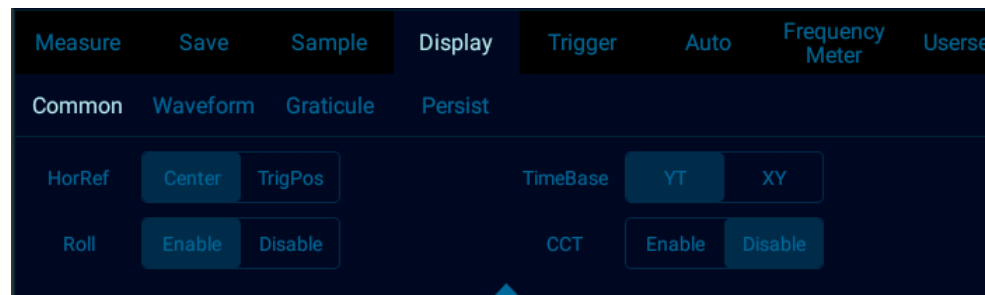 Measure Save Sample Display Trigger Auto Frequency Meter Userse
Common Waveform Graticule Persist
HorRef Center TrigPos TimeBase YT XY
Roll Enable Disable CCT Enable Disable